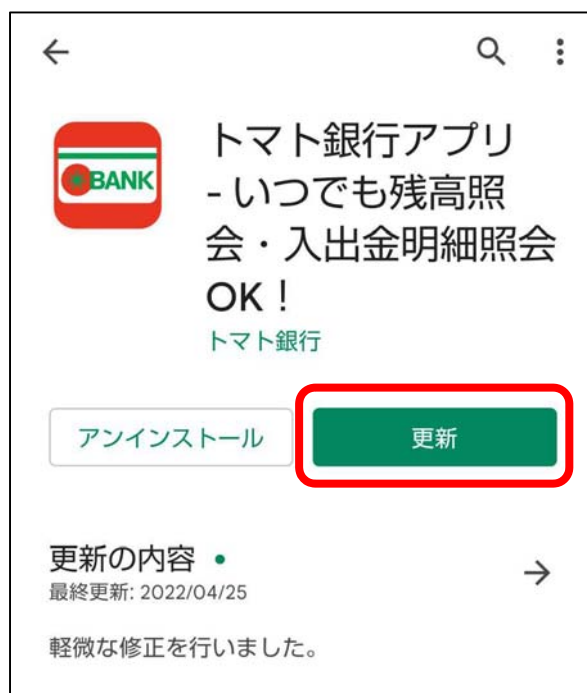 BANK
トマト銀行アプリ
- いつでも残高照
会・入出金明細照会
OK！
トマト銀行
アンインストール
更新
更新の内容
最終更新: 2022/04/25
軽微な修正を行いました。